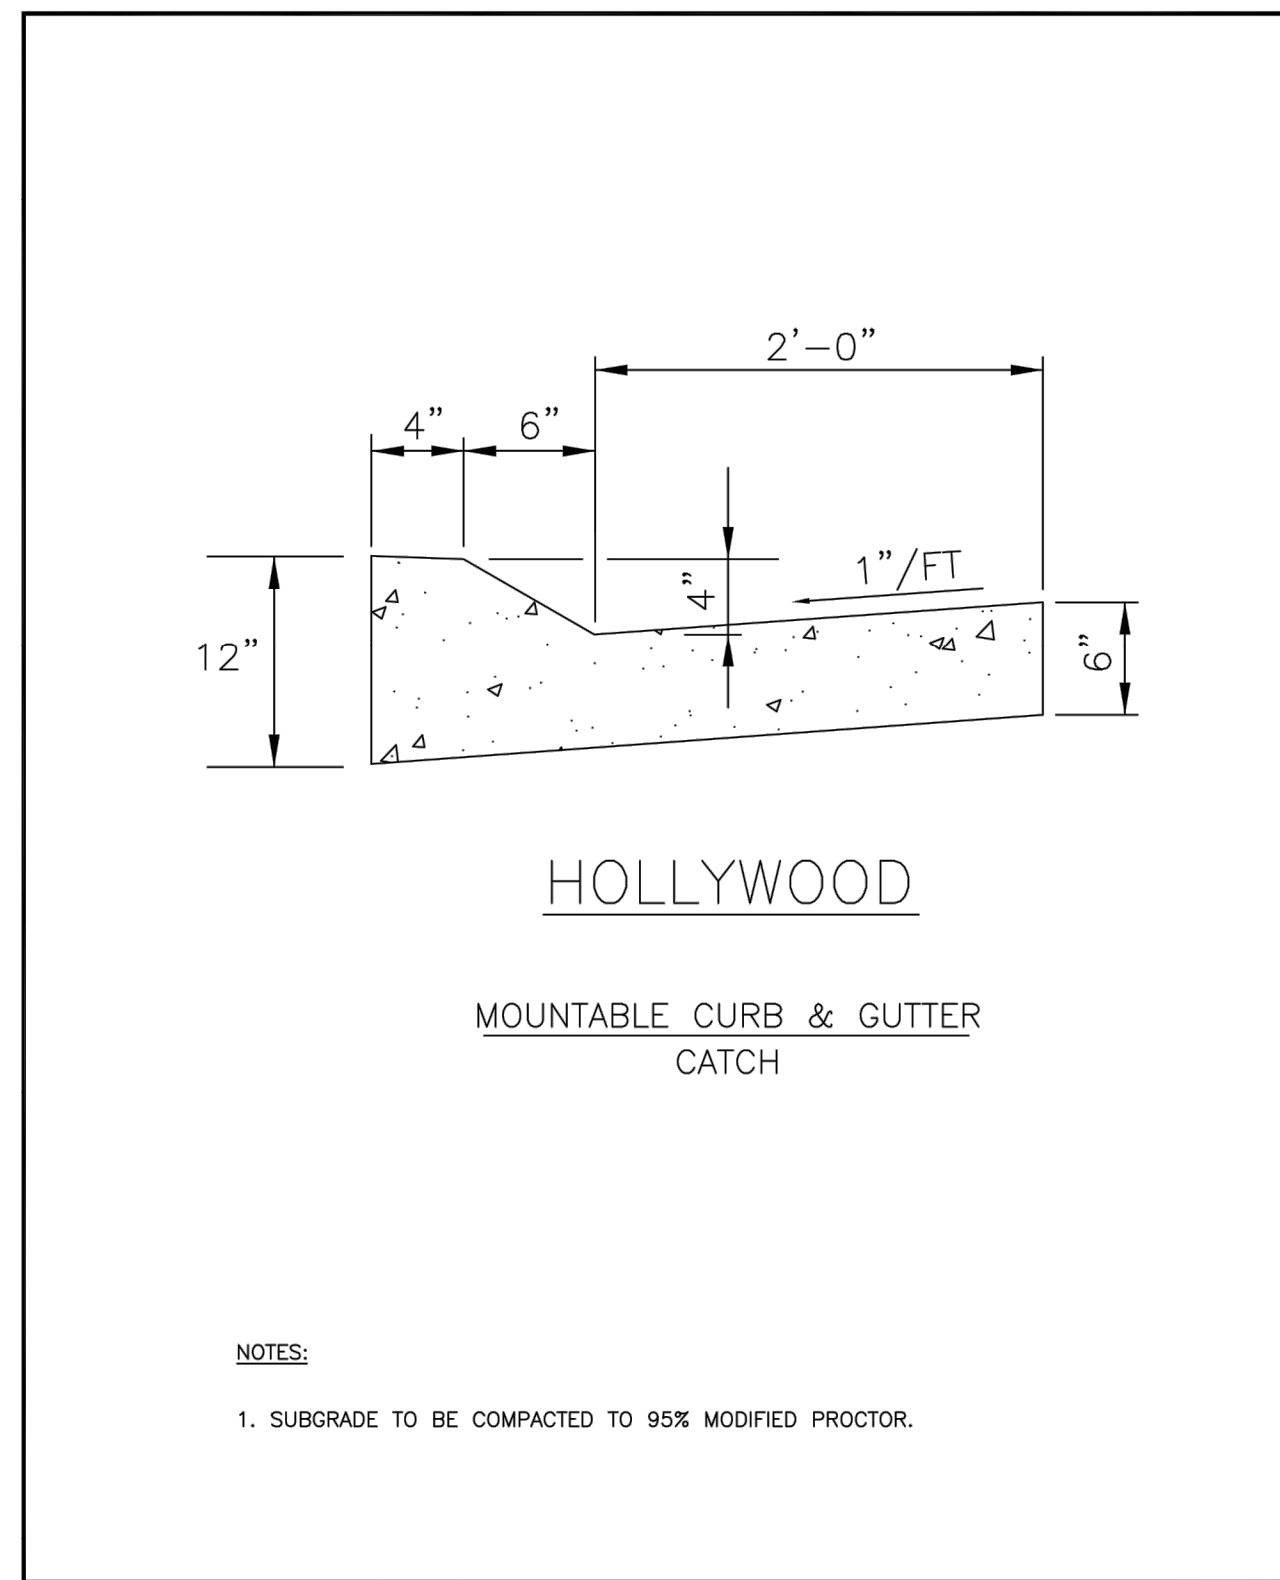 2'-0"
4" 6"
1"/FT
4"
12"
6"
HOLLYWOOD
MOUNTABLE CURB & GUTTER
CATCH
NOTES:
1. SUBGRADE TO BE COMPACTED TO 95% MODIFIED PROCTOR.